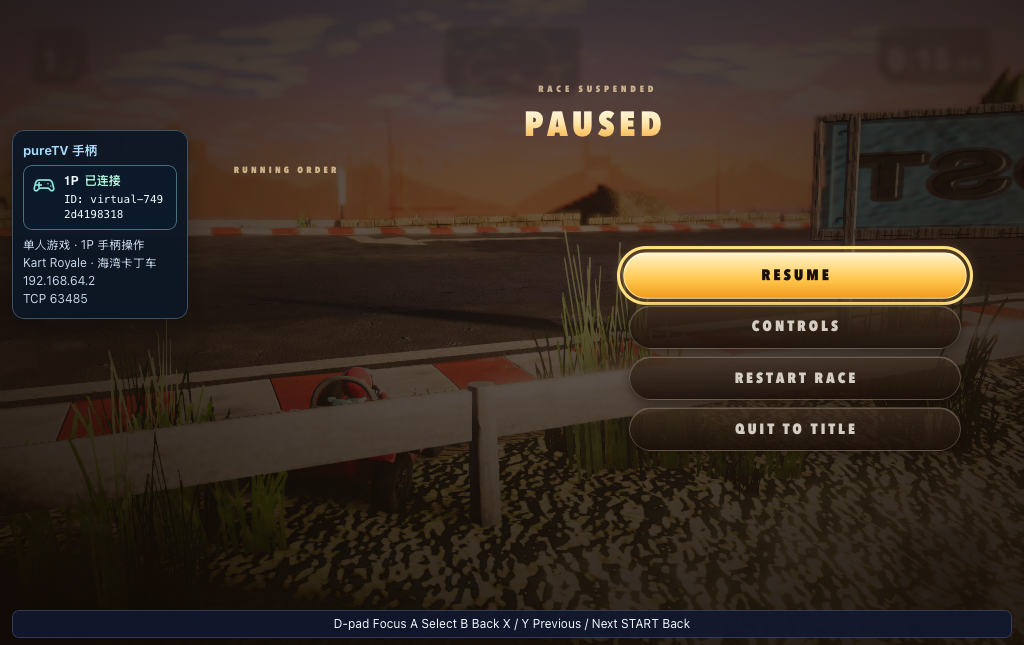 RACE SUSPENDED
PAUSED
pureTV 手柄
1P 已连接
ID: virtual-749
2d4198318
单人游戏 · 1P 手柄操作
Kart Royale · 海湾卡丁车
192.168.64.2
TCP 63485
RUNNING ORDER
RESUME
CONTROLS
RESTART RACE
QUIT TO TITLE
D-pad Focus A Select B Back X / Y Previous / Next START Back